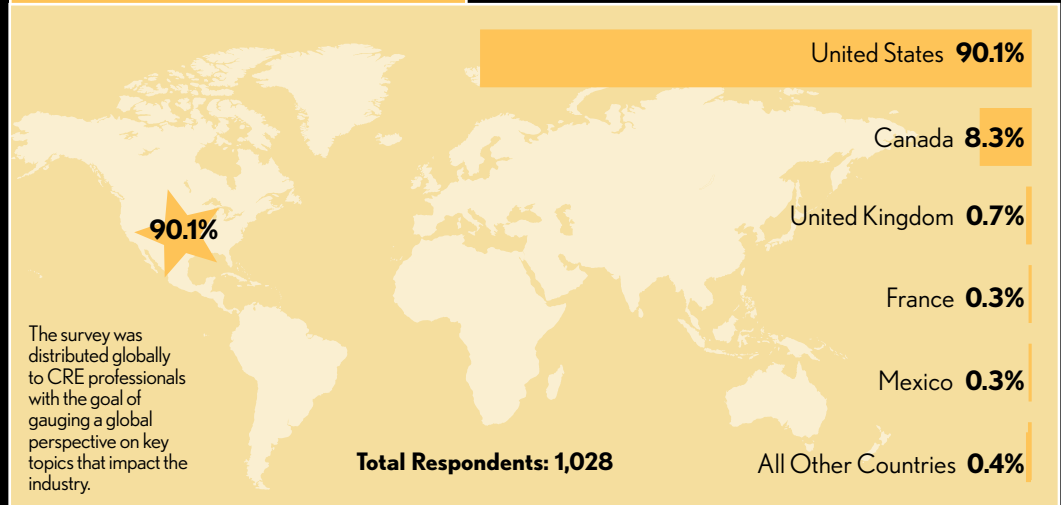 United States 90.1%
Canada 8.3%
United Kingdom 0.7%
France 0.3%
Mexico 0.3%
All Other Countries 0.4%
90.1%
The survey was
distributed globally
to CRE professionals
with the goal of
gauging a global
perspective on key
topics that impact the
industry.
Total Respondents: 1,028